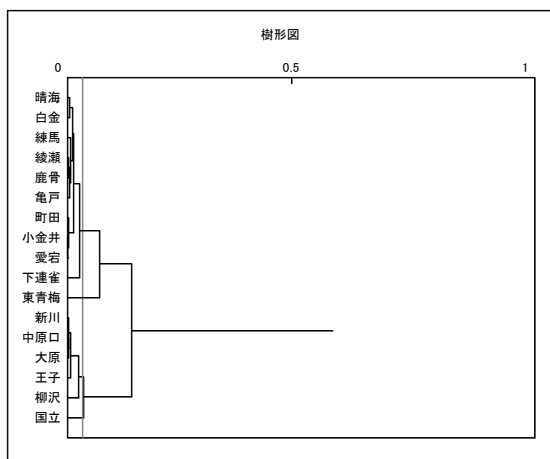 樹形図
0 0.5 1
晴海
白金
練馬
綾瀬
鹿骨
亀戸
町田
小金井
愛宕
下連雀
東青梅
新川
中原口
大原
王子
柳沢
国立